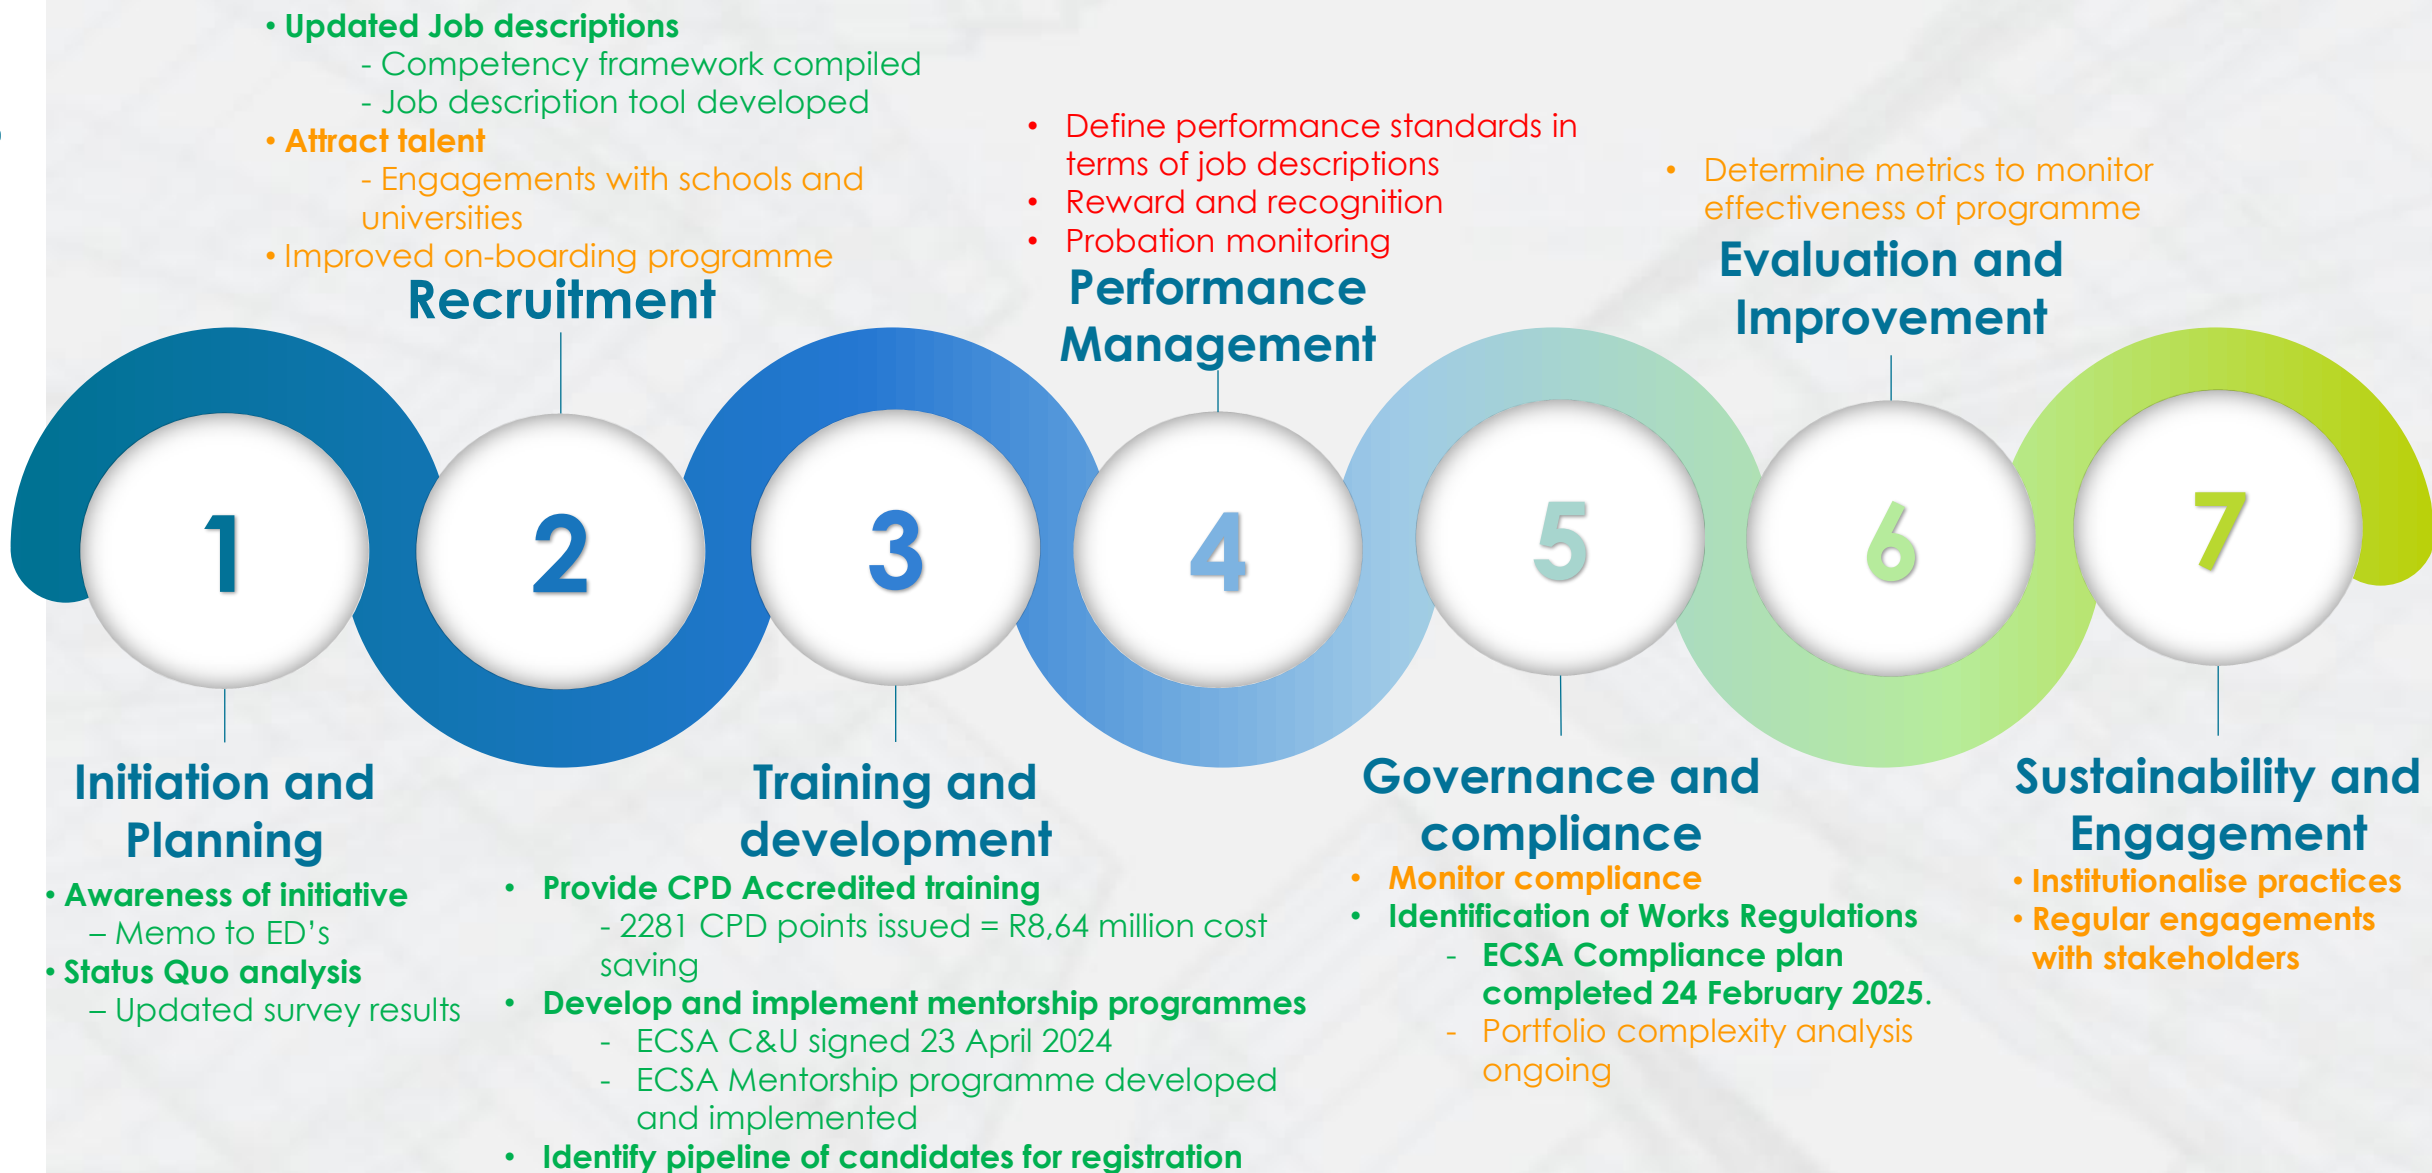 • Updated Job descriptions
- Competency framework compiled
- Job description tool developed
• Attract talent
- Engagements with schools and
universities
• Improved on-boarding programme
Recruitment
• Define performance standards in
terms of job descriptions
• Reward and recognition
• Probation monitoring
Performance
Management
• Determine metrics to monitor
effectiveness of programme
Evaluation and
Improvement
1
2
3
4
5
6
7
Initiation and
Planning
• Awareness of initiative
– Memo to ED’s
• Status Quo analysis
– Updated survey results
Training and
development
• Provide CPD Accredited training
- 2281 CPD points issued = R8,64 million cost
saving
• Develop and implement mentorship programmes
- ECSA C&U signed 23 April 2024
- ECSA Mentorship programme developed
and implemented
• Identify pipeline of candidates for registration
Governance and
compliance
• Monitor compliance
• Identification of Works Regulations
- ECSA Compliance plan
completed 24 February 2025.
- Portfolio complexity analysis
ongoing
Sustainability and
Engagement
• Institutionalise practices
• Regular engagements
with stakeholders